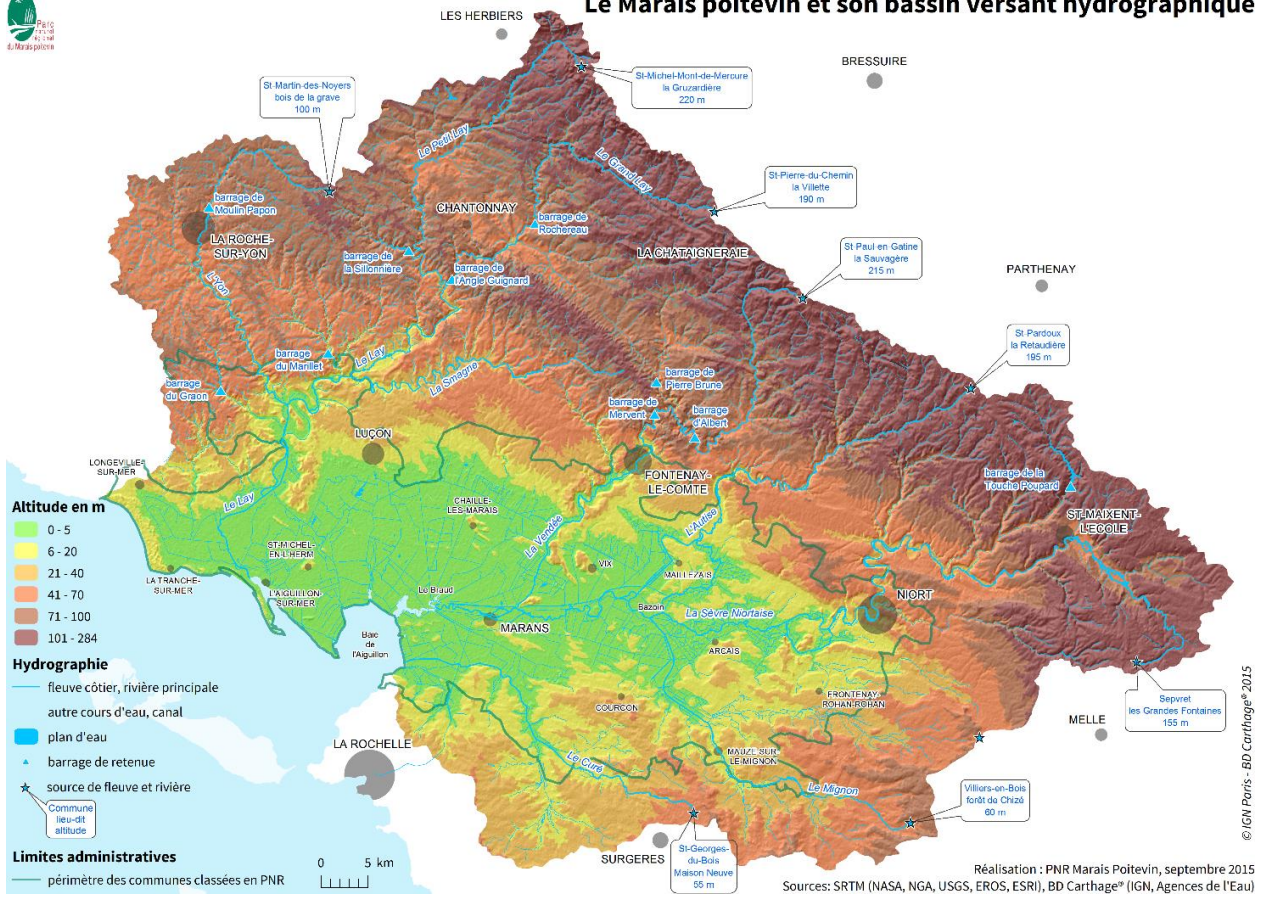 Parc
naturel
régional
du Marais poitevin
Le Marais poitevin et son bassin versant hydrographique
LES HERBIERS
BRESSUIRE
St-Michel-Mont-de-Mercure
la Gruzardière
220 m
St-Martin-des-Noyers
bois de la grave
100 m
Le Petit Lay
Le Grand Lay
St-Pierre-du-Chemin
la Villette
190 m
barrage de
Moulin Papon
CHANTONNAY
barrage de
Rochereau
LA ROCHE-
SUR-YON
barrage de
la Sillonnière
LA CHATAIGNERAIE
St Paul en Gatine
la Sauvagère
215 m
PARTHENAY
barrage de
l'Angle Guignard
L'Yon
St-Pardoux
la Retaudière
195 m
barrage
du Marillet
Le Lay
La Smagne
barrage de
Pierre Brune
barrage
du Graon
barrage de
Mervent
barrage
d'Albert
LUÇON
LONGEVILLE-
SUR-MER
FONTENAY-
LE-COMTE
barrage de la
Touche Poupard
Le Lay
CHAILLE-
LES-MARAIS
ST-MAIXENT-
L'ECOLE
La Vendée
L'Autise
ST-MICHEL-
EN-L'HERM
VIX
MAILLEZAIS
LA TRANCHE-
SUR-MER
L'AIGUILLON-
SUR-MER
Le Braud
Bazoin
La Sèvre Niortaise
NIORT
MARANS
Baie
de
l'Aiguillon
ARCAIS
COURCON
FRONTENAY-
ROHAN-ROHAN
Sepvret
les Grandes Fontaines
155 m
MELLE
LA ROCHELLE
MAUZE-SUR-
LE-MIGNON
Le Curé
Le Mignon
Villiers-en-Bois
forêt de Chizé
60 m
SURGERES
St-Georges-
du-Bois
Maison Neuve
55 m
Altitude en m
0 - 5
6 - 20
21 - 40
41 - 70
71 - 100
101 - 284
Hydrographie
fleuve côtier, rivière principale
autre cours d'eau, canal
plan d'eau
barrage de retenue
source de fleuve et rivière
Commune
lieu-dit
altitude
Limites administratives
périmètre des communes classées en PNR
0 5 km
© IGN Paris - BD Carthage® 2015
Réalisation : PNR Marais Poitevin, septembre 2015
Sources: SRTM (NASA, NGA, USGS, EROS, ESRI), BD Carthage® (IGN, Agences de l'Eau)